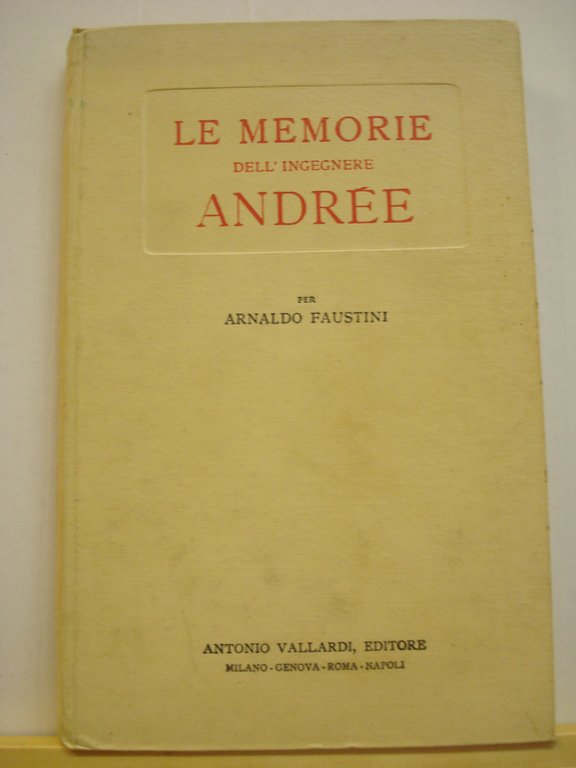 LE MEMORIE
DELL' INGEGNERE
ANDRÉE
PER
ARNALDO FAUSTINI
ANTONIO VALLARDI, EDITORE
MILANO - GENOVA - ROMA - NAPOLI